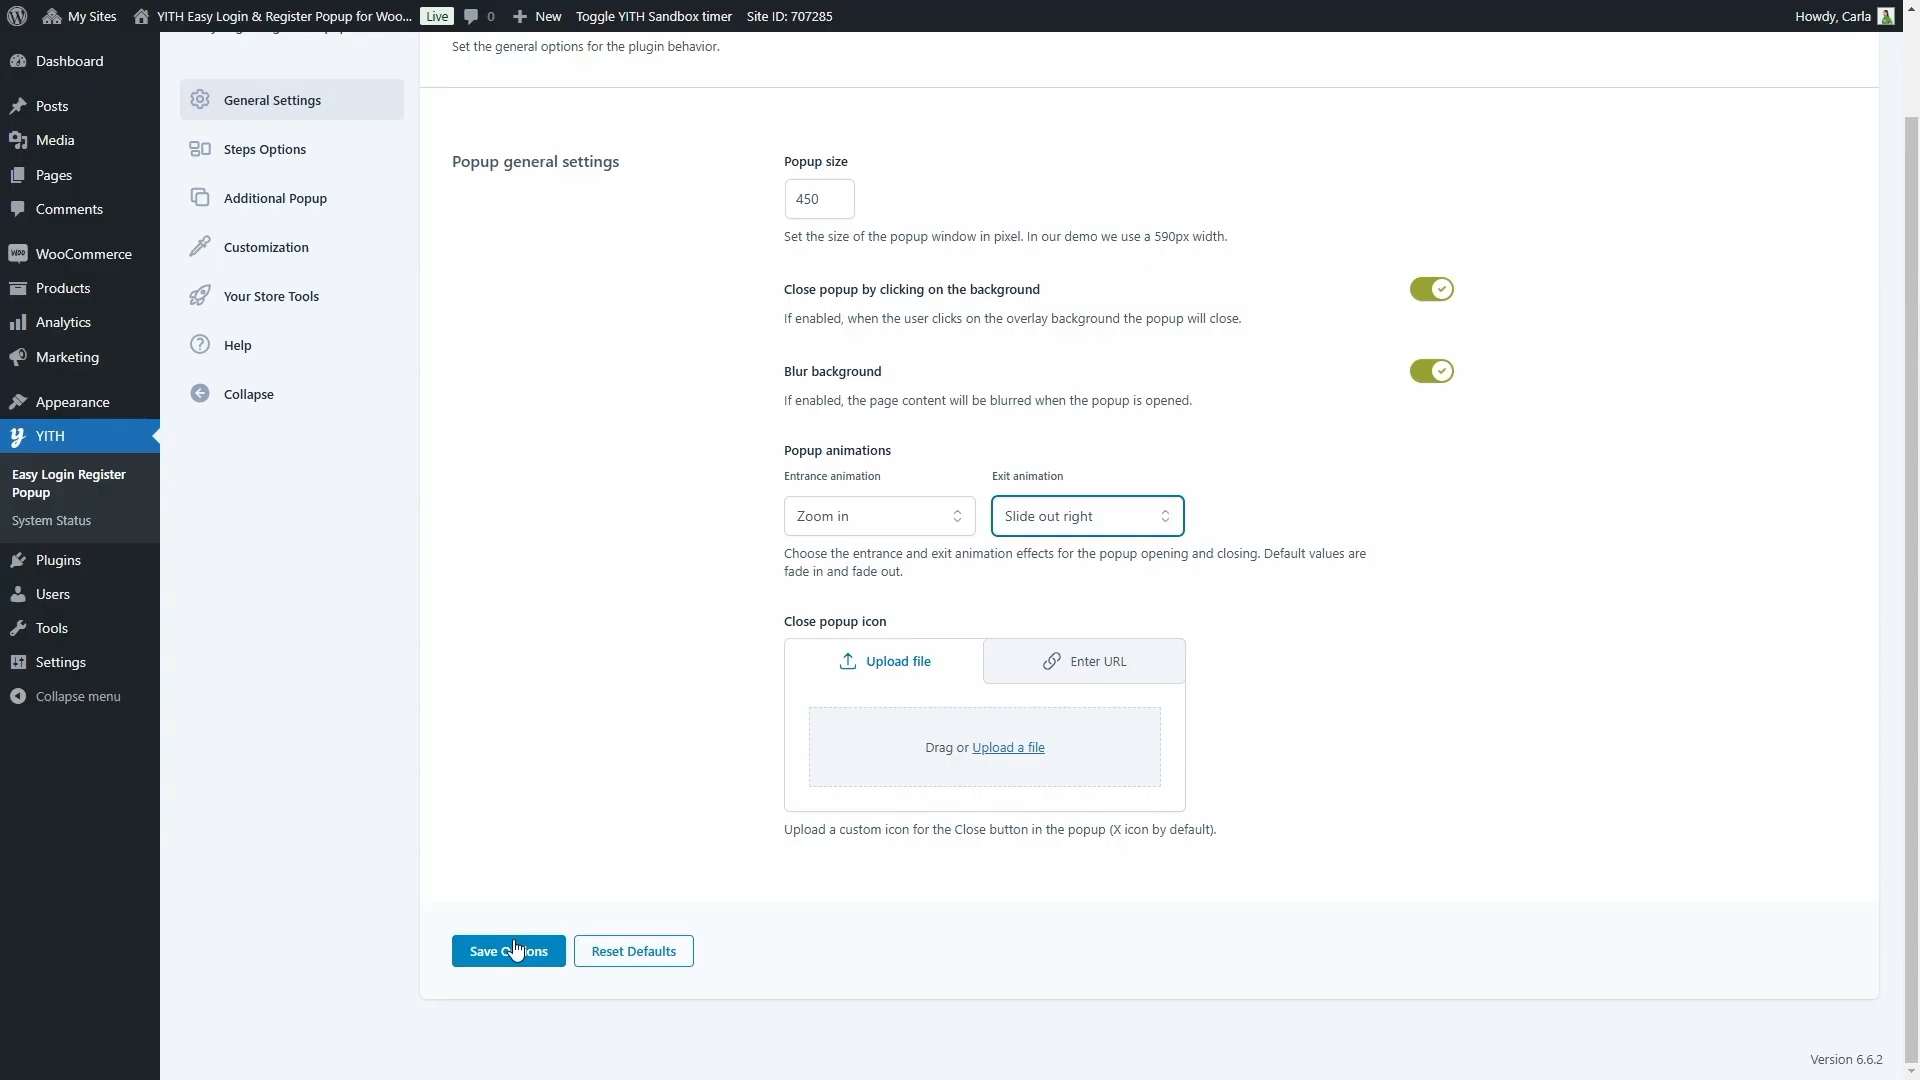 My Sites
YITH Easy Login & Register Popup for Woo...
Live
0
New
Toggle YITH Sandbox timer
Site ID: 707285
Howdy, Carla
Dashboard
Posts
Media
Pages
Comments
WooCommerce
Products
Analytics
Marketing
Appearance
YITH
Easy Login Register
Popup
System Status
Plugins
Users
Tools
Settings
Collapse menu
General Settings
Steps Options
Additional Popup
Customization
Your Store Tools
Help
Collapse
Set the general options for the plugin behavior.
Popup general settings
Popup size
450
Set the size of the popup window in pixel. In our demo we use a 590px width.
Close popup by clicking on the background
If enabled, when the user clicks on the overlay background the popup will close.
Blur background
If enabled, the page content will be blurred when the popup is opened.
Popup animations
Entrance animation
Exit animation
Zoom in
Slide out right
Choose the entrance and exit animation effects for the popup opening and closing. Default values are
fade in and fade out.
Close popup icon
Upload file
Enter URL
Drag or Upload a file
Upload a custom icon for the Close button in the popup (X icon by default).
Save Options
Reset Defaults
Version 6.6.2